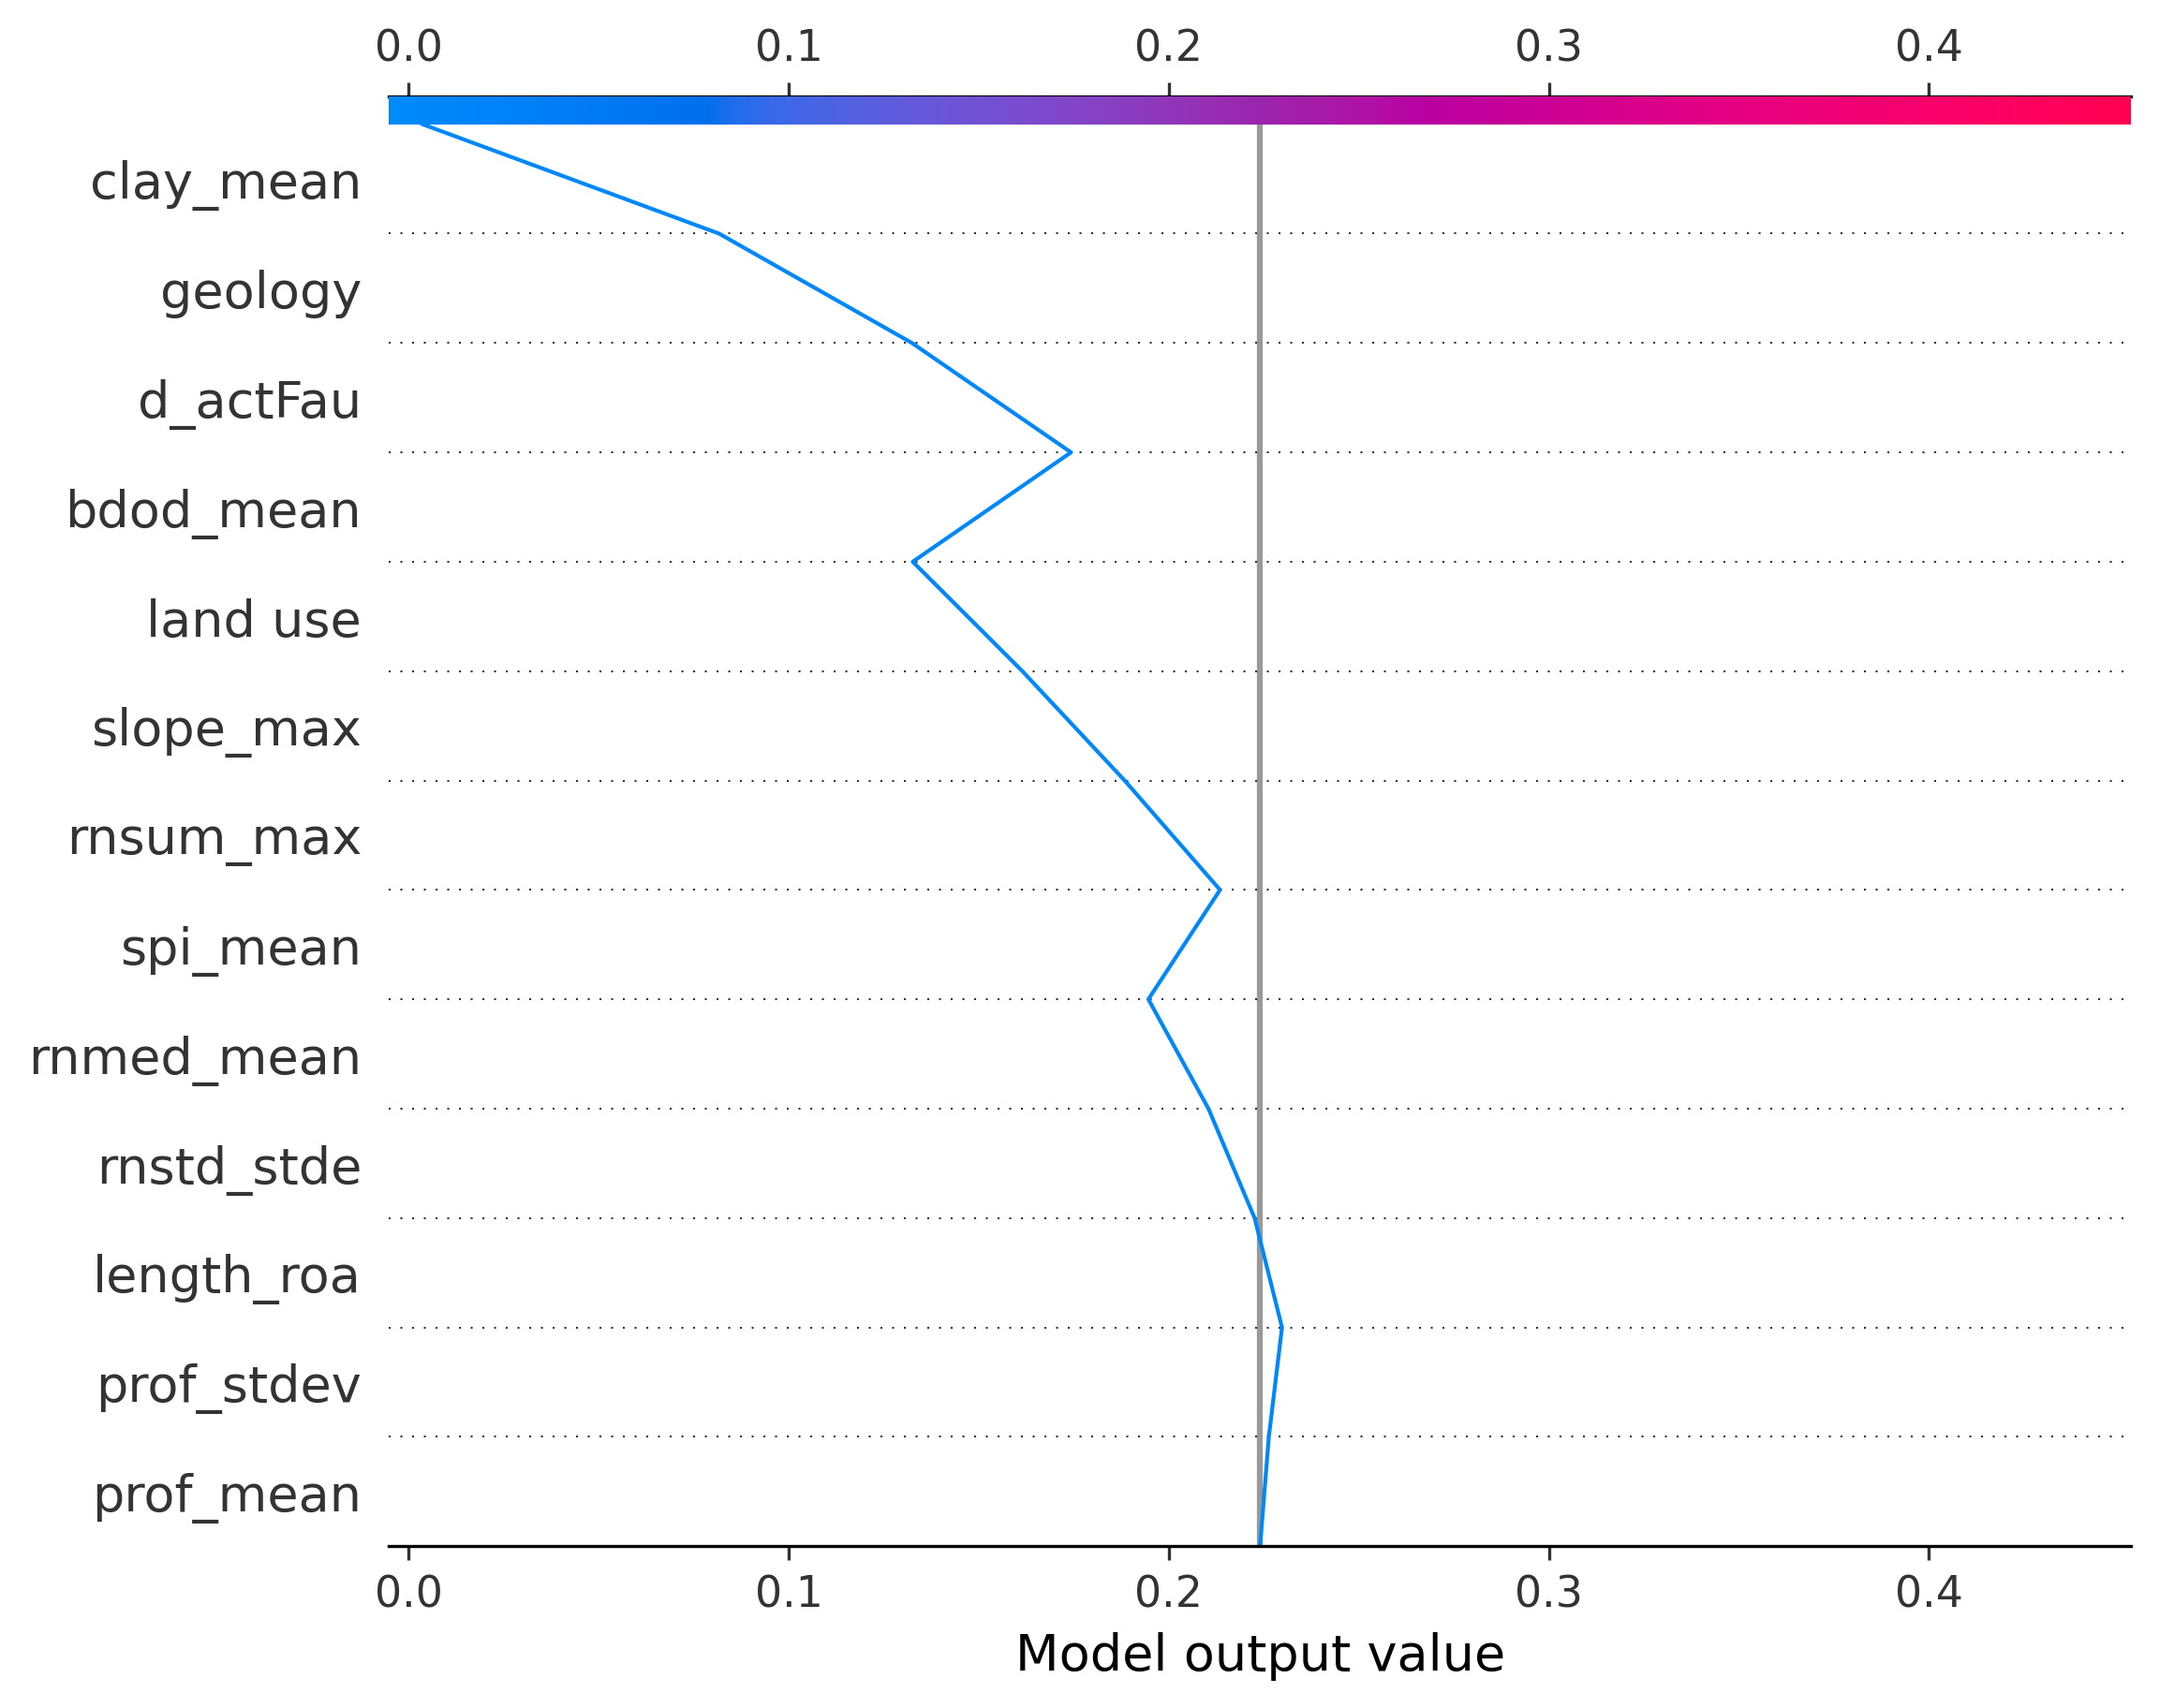 0.0 0.1 0.2 0.3 0.4
clay_mean
geology
d_actFau
bdod_mean
land use
slope_max
rnsum_max
spi_mean
rnmed_mean
rnstd_stde
length_roa
prof_stdev
prof_mean
0.0 0.1 0.2 0.3 0.4
Model output value